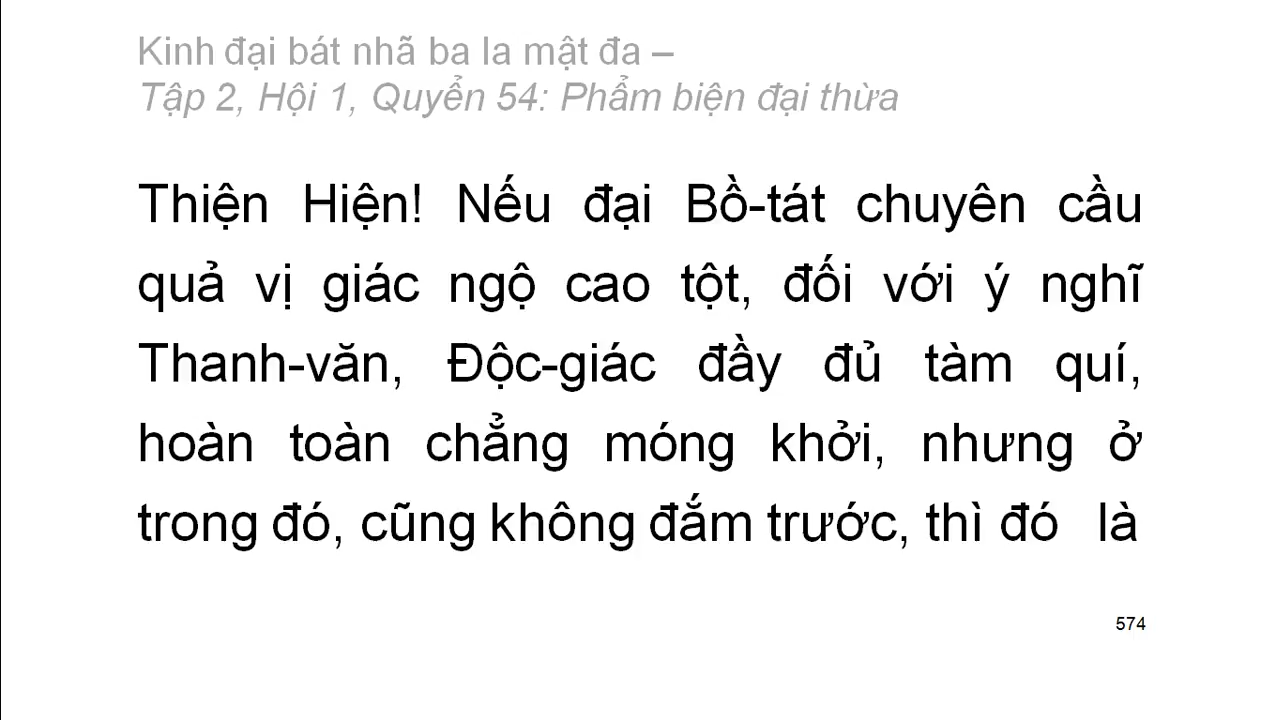 Kinh đại bát nhã ba la mật đa –
Tập 2, Hội 1, Quyển 54: Phẩm biện đại thừa
Thiện Hiện! Nếu đại Bồ-tát chuyên cầu
quả vị giác ngộ cao tột, đối với ý nghĩ
Thanh-văn, Độc-giác đầy đủ tàm quí,
hoàn toàn chẳng móng khởi, nhưng ở
trong đó, cũng không đắm trước, thì đó là
574